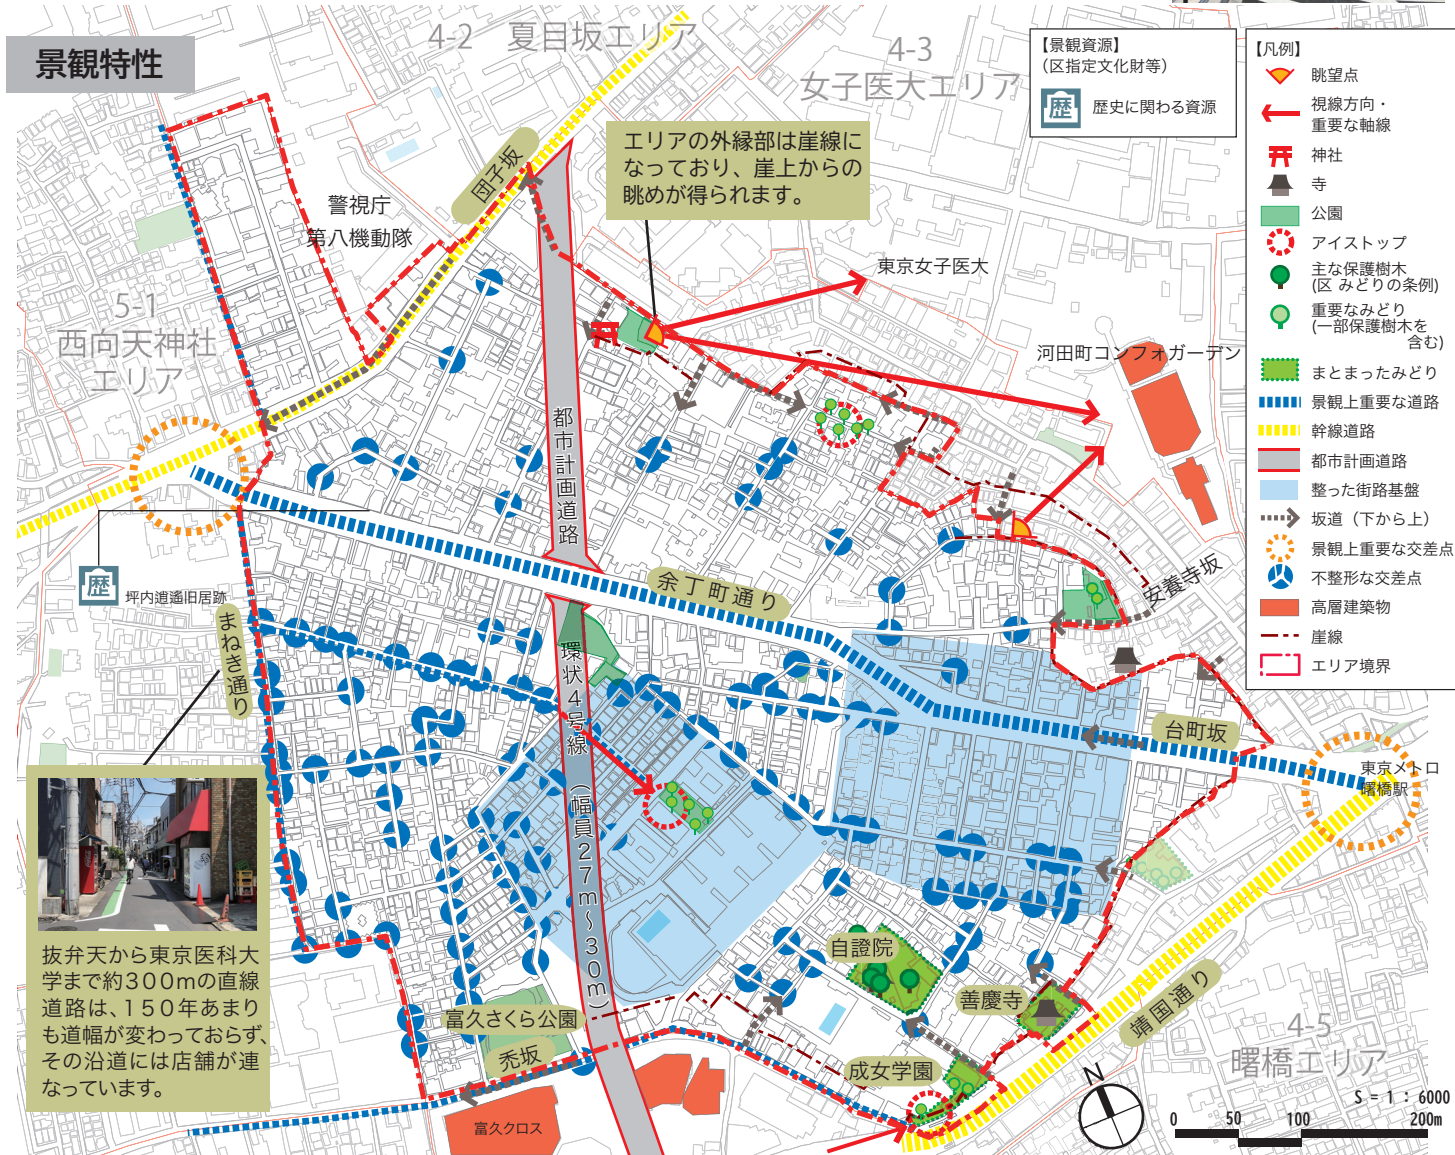 景観特性
4-2 夏目坂エリア
4-3
女子医大エリア
【景観資源】
(区指定文化財等)
歴
歴史に関わる資源
【凡例】
眺望点
視線方向・
重要な軸線
神社
寺
公園
アイストップ
主な保護樹木
(区 みどりの条例)
重要なみどり
(一部保護樹木を
含む)
まとまったみどり
景観上重要な道路
幹線道路
都市計画道路
整った街路基盤
坂道（下から上）
景観上重要な交差点
不整形な交差点
高層建築物
崖線
エリア境界
エリアの外縁部は崖線に
なっており、崖上からの
眺めが得られます。
団子坂
警視庁
第八機動隊
東京女子医大
5-1
西向天神社
エリア
河田町コンフォガーデン
都市計画道路
余丁町通り
安養寺坂
歴
坪内逍遥旧居跡
まねき通り
環状4号線（幅員27m～30m）
台町坂
東京メトロ
曙橋駅
抜弁天から東京医科大
学まで約300mの直線
道路は、150年あまり
も道幅が変わっておらず、
その沿道には店舗が連
なっています。
自證院
善慶寺
靖国通り
富久さくら公園
禿坂
成女学園
4-5
曙橋エリア
富久クロス
N
S = 1 : 6000
0 50 100 200m